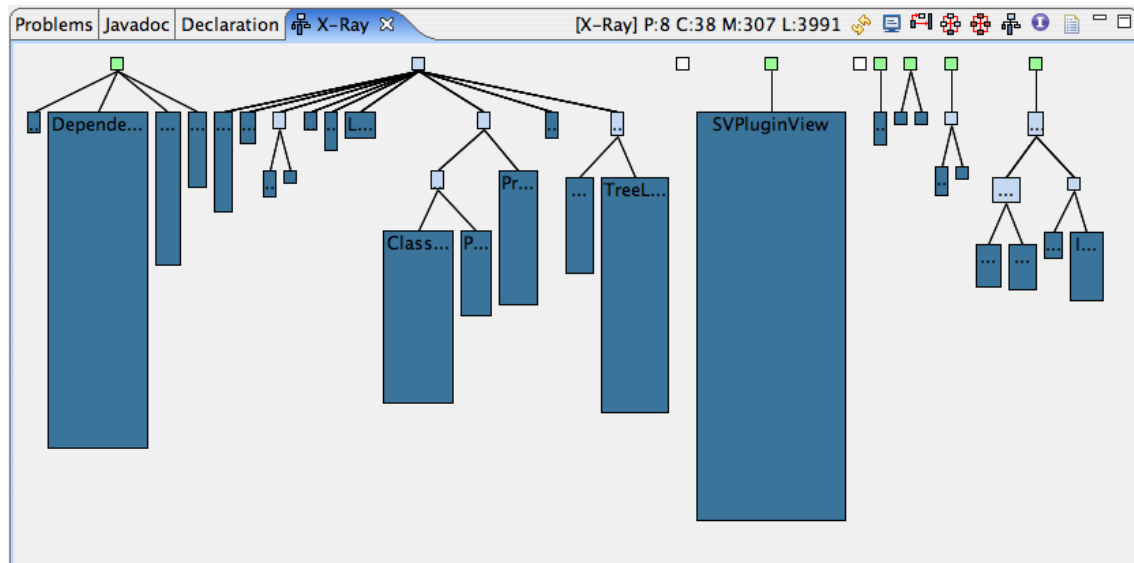 Problems Javadoc Declaration X-Ray [X-Ray] P:8 C:38 M:307 L:3991
.. Depende... ... ... ... ... .. L... .. .. SVPluginView .. ...
.. ... Pr... ... TreeL... .. ...
Class... P... ... ... ... I...